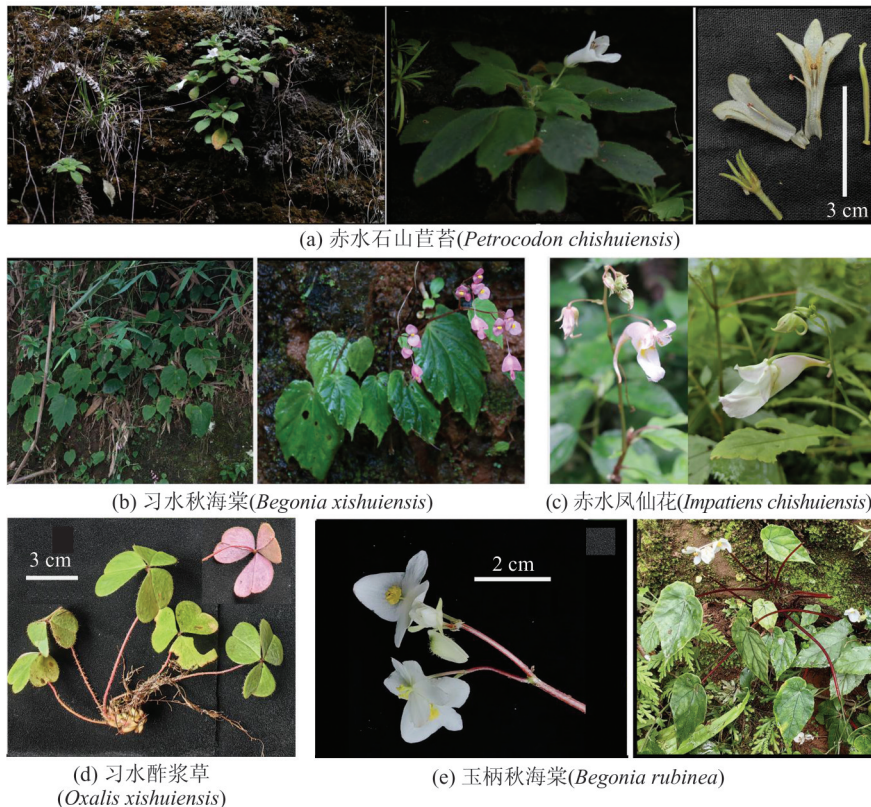 3 cm
(a) 赤水石山苣苔(Petrocodon chishuiensis)
(b) 习水秋海棠(Begonia xishuiensis)
(c) 赤水凤仙花(Impatiens chishuiensis)
3 cm
2 cm
(d) 习水酢浆草
(Oxalis xishuiensis)
(e) 玉柄秋海棠(Begonia rubinea)